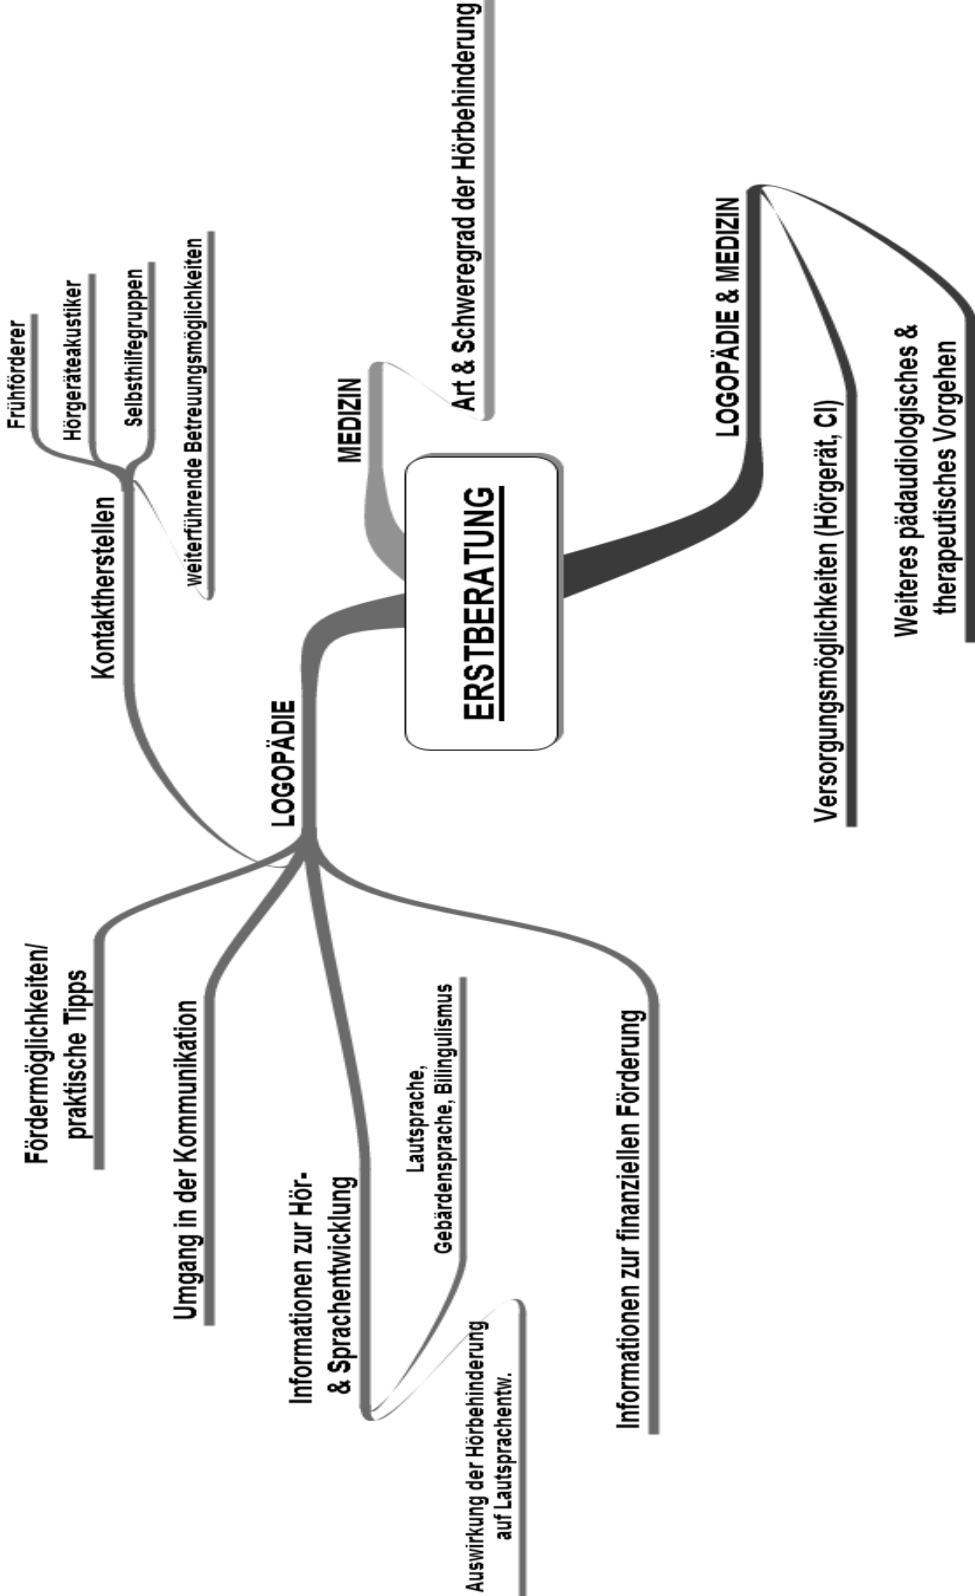 Frühförderer
Hörgeräteakustiker
Selbsthilfegruppen
weiterführende Betreuungsmöglichkeiten
Kontaktherstellen
Fördermöglichkeiten/
praktische Tipps
Umgang in der Kommunikation
LOGOPÄDIE
Informationen zur Hör-
& Sprachentwicklung
Lautsprache,
Gebärdensprache, Bilingulismus
Auswirkung der Hörbehinderung
auf Lautsprachentw.
Informationen zur finanziellen Förderung
MEDIZIN
Art & Schweregrad der Hörbehinderung
ERSTBERATUNG
LOGOPÄDIE & MEDIZIN
Versorgungsmöglichkeiten (Hörgerät, CI)
Weiteres pädaudiologisches &
therapeutisches Vorgehen